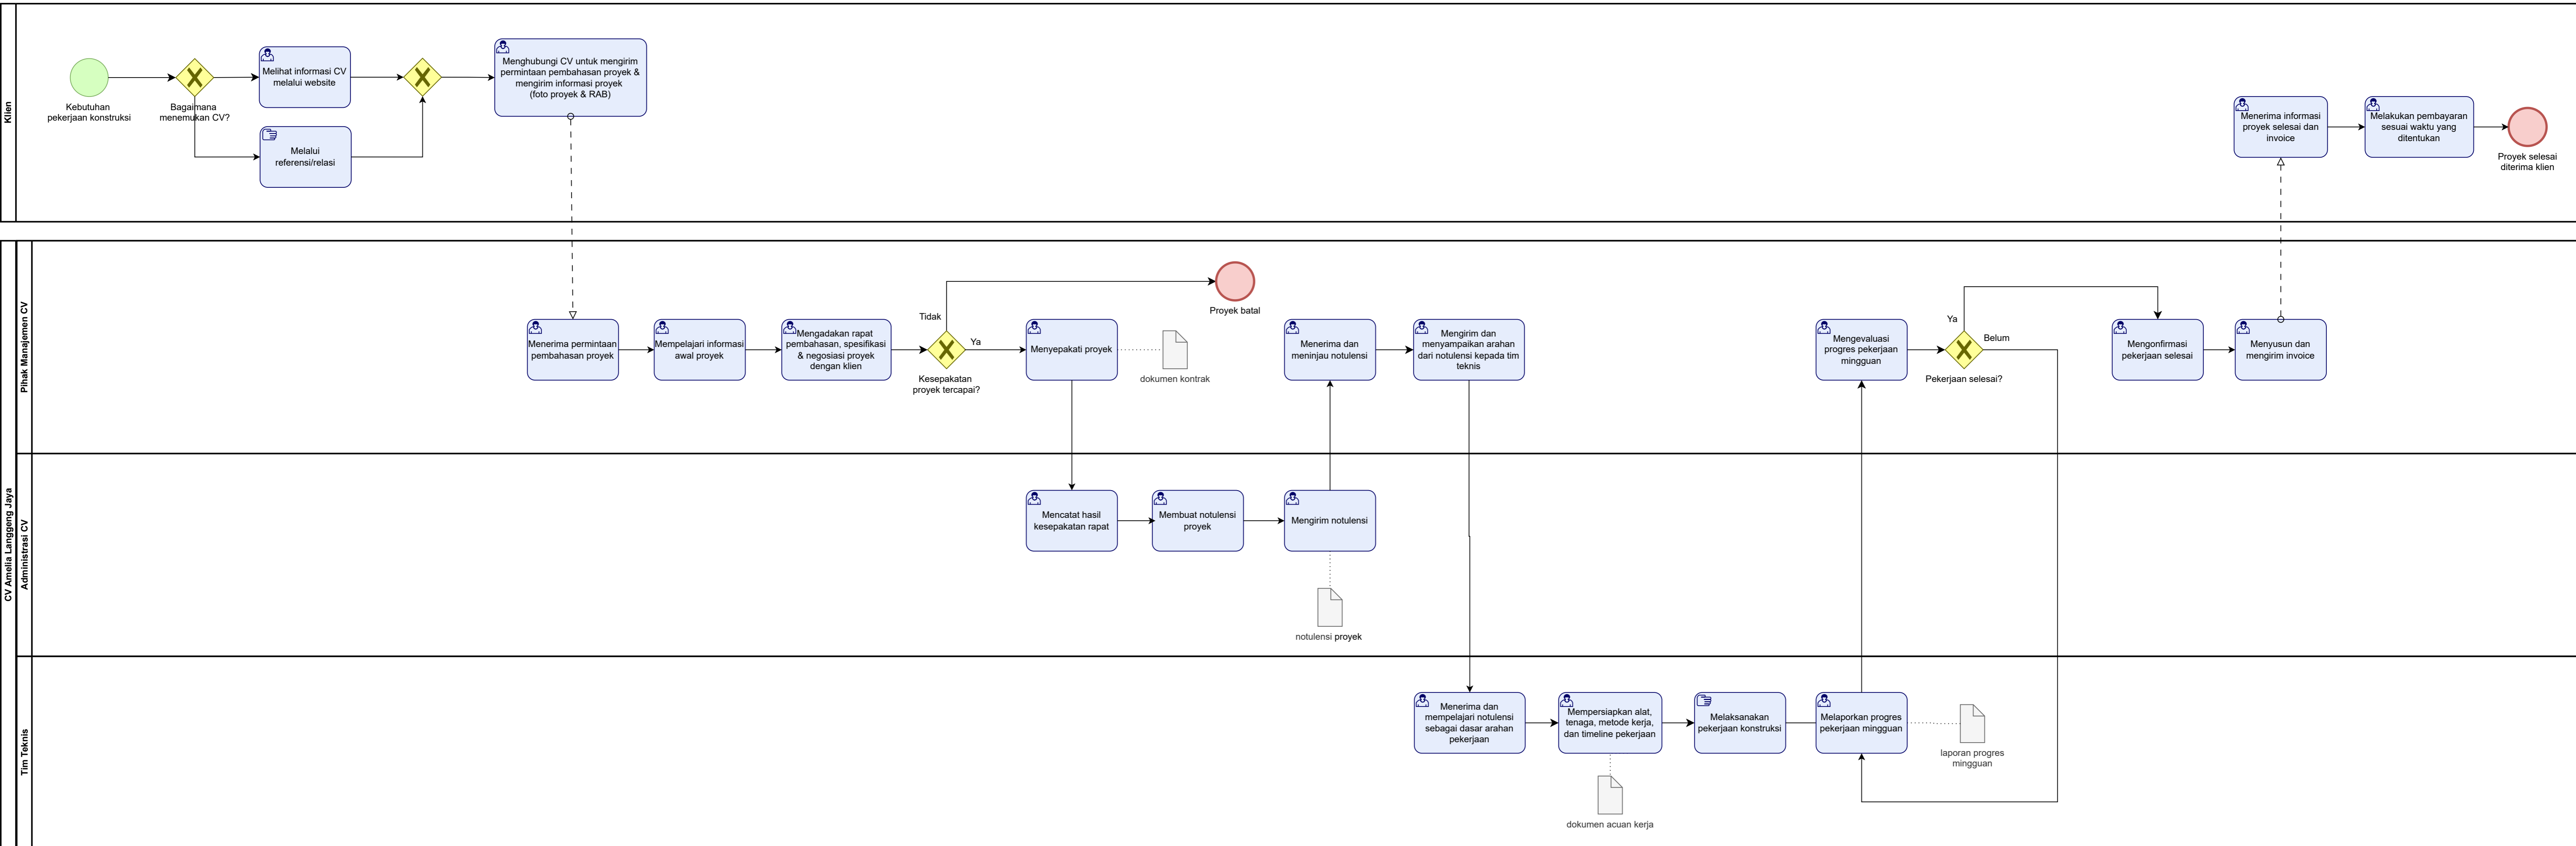 Klien
Kebutuhan
pekerjaan konstruksi
Bagaimana
menemukan CV?
Melihat informasi CV
melalui website
Melalui
referensi/relasi
Menghubungi CV untuk mengirim
permintaan pembahasan proyek &
mengirim informasi proyek
(foto proyek & RAB)
Menerima informasi
proyek selesai dan
invoice
Melakukan pembayaran
sesuai waktu yang
ditentukan
Proyek selesai
diterima klien
CV Amelia Langgeng Jaya
Pihak Manajemen CV
Menerima permintaan
pembahasan proyek
Mempelajari informasi
awal proyek
Mengadakan rapat
pembahasan, spesifikasi
& negosiasi proyek
dengan klien
Tidak
Ya
Kesepakatan
proyek tercapai?
Proyek batal
Menyepakati proyek
dokumen kontrak
Menerima dan
meninjau notulensi
Mengirim dan
menyampaikan arahan
dari notulensi kepada tim
teknis
Mengevaluasi
progres pekerjaan
mingguan
Ya
Belum
Pekerjaan selesai?
Mengonfirmasi
pekerjaan selesai
Menyusun dan
mengirim invoice
Administrasi CV
Mencatat hasil
kesepakatan rapat
Membuat notulensi
proyek
Mengirim notulensi
notulensi proyek
Tim Teknis
Menerima dan
mempelajari notulensi
sebagai dasar arahan
pekerjaan
Mempersiapkan alat,
tenaga, metode kerja,
dan timeline pekerjaan
dokumen acuan kerja
Melaksanakan
pekerjaan konstruksi
Melaporkan progres
pekerjaan mingguan
laporan progres
mingguan